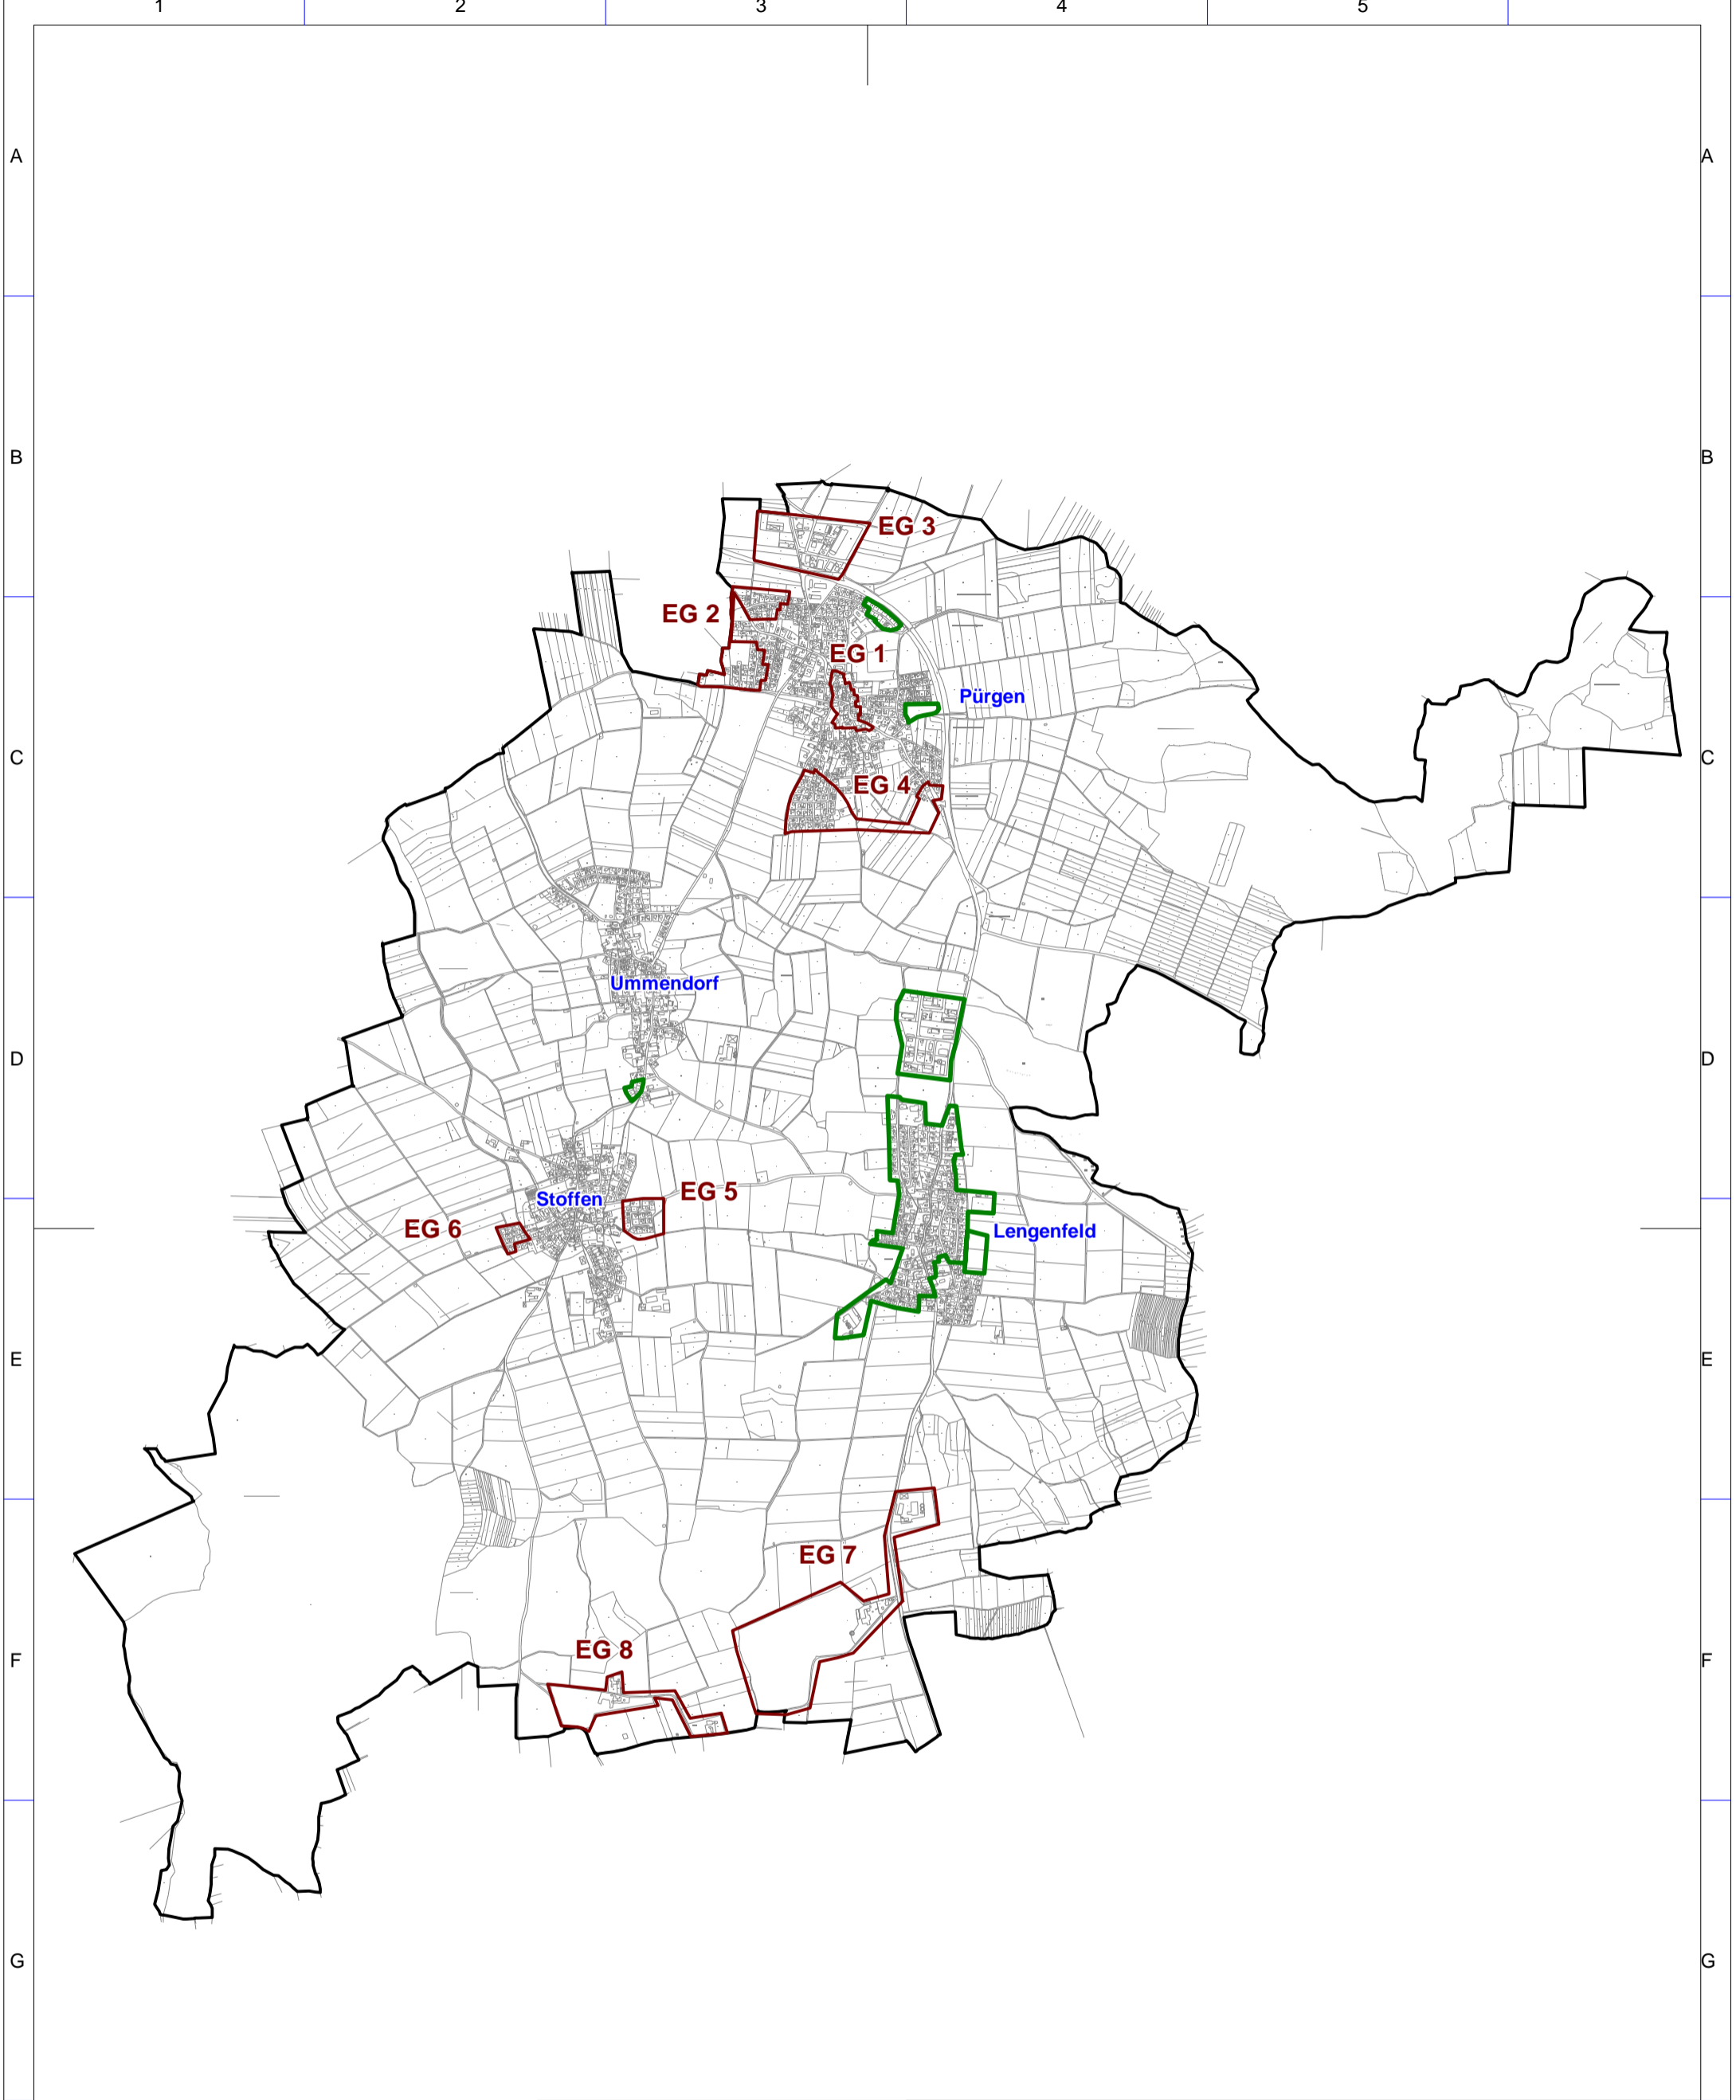 1 2 3 4 5
A A
B B
EG 3
EG 2
EG 1
Pürgen
C C
EG 4
Ummendorf
D D
EG 5
Stoffen
EG 6
Lengenfeld
E E
EG 7
EG 8
F F
G G